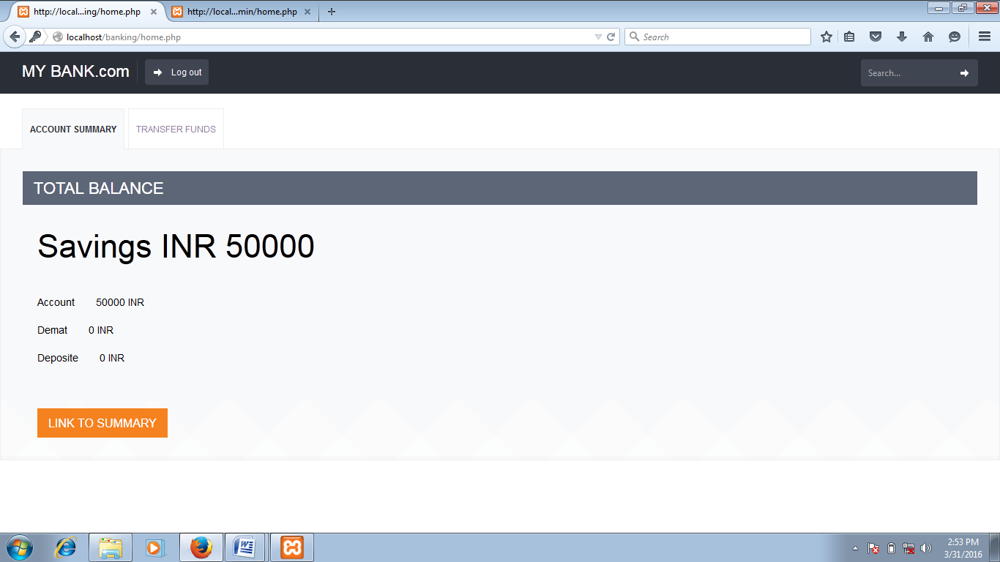 http://local...ing/home.php
http://local...min/home.php
localhost/banking/home.php
Search
MY BANK.com
Log out
Search...
ACCOUNT SUMMARY
TRANSFER FUNDS
TOTAL BALANCE
Savings INR 50000
Account 50000 INR
Demat 0 INR
Deposite 0 INR
LINK TO SUMMARY
2:53 PM
3/31/2016